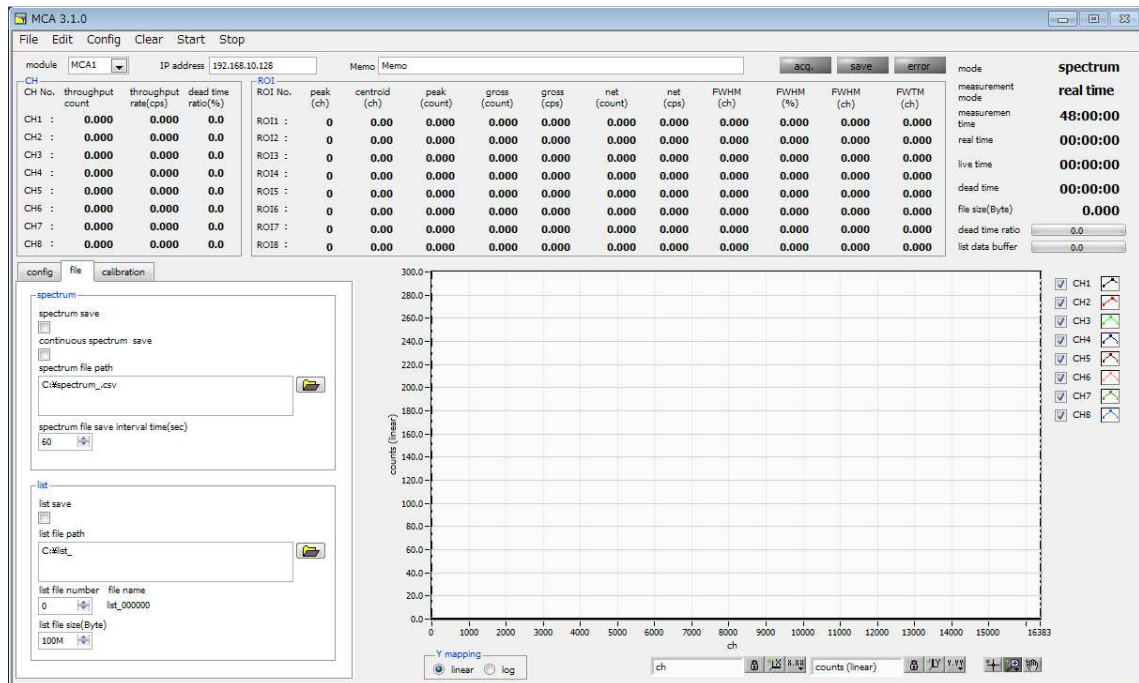 MCA 3.1.0
File Edit Config Clear Start Stop
module MCA1 IP address 192.168.10.128 Memo Memo acq. save error mode spectrum
CH ROI
CH No. throughput count throughput rate(cps) dead time ratio(%) ROI No. peak (ch) centroid (ch) peak (count) gross (count) gross (cps) net (count) net (cps) FWHM (ch) FWHM (%) FWHM (ch) FWTM (ch) measurement mode real time
CH1 : 0.000 0.000 0.0 ROI1 : 0 0.00 0.000 0.000 0.000 0.000 0.000 0.000 0.000 0.000 0.000 measuremen time 48:00:00
CH2 : 0.000 0.000 0.0 ROI2 : 0 0.00 0.000 0.000 0.000 0.000 0.000 0.000 0.000 0.000 0.000 real time 00:00:00
CH3 : 0.000 0.000 0.0 ROI3 : 0 0.00 0.000 0.000 0.000 0.000 0.000 0.000 0.000 0.000 0.000
CH4 : 0.000 0.000 0.0 ROI4 : 0 0.00 0.000 0.000 0.000 0.000 0.000 0.000 0.000 0.000 0.000 live time 00:00:00
CH5 : 0.000 0.000 0.0 ROI5 : 0 0.00 0.000 0.000 0.000 0.000 0.000 0.000 0.000 0.000 0.000 dead time 00:00:00
CH6 : 0.000 0.000 0.0 ROI6 : 0 0.00 0.000 0.000 0.000 0.000 0.000 0.000 0.000 0.000 0.000 file size(Byte) 0.000
CH7 : 0.000 0.000 0.0 ROI7 : 0 0.00 0.000 0.000 0.000 0.000 0.000 0.000 0.000 0.000 0.000 dead time ratio 0.0
CH8 : 0.000 0.000 0.0 ROI8 : 0 0.00 0.000 0.000 0.000 0.000 0.000 0.000 0.000 0.000 0.000 list data buffer 0.0
config file calibration
spectrum
spectrum save
continuous spectrum save
spectrum file path
C:¥spectrum_.csv
spectrum file save interval time(sec)
60
list
list save
list file path
C:¥list_
list file number file name
0 list_000000
list file size(Byte)
100M
300.0
280.0
260.0
240.0
220.0
200.0
180.0
160.0
140.0
120.0
100.0
80.0
60.0
40.0
20.0
0.0
counts (linear)
0 1000 2000 3000 4000 5000 6000 7000 8000 9000 10000 11000 12000 13000 14000 15000 16383
ch
CH1
CH2
CH3
CH4
CH5
CH6
CH7
CH8
Y mapping
linear log
ch X X.XX counts (linear) Y Y.YY